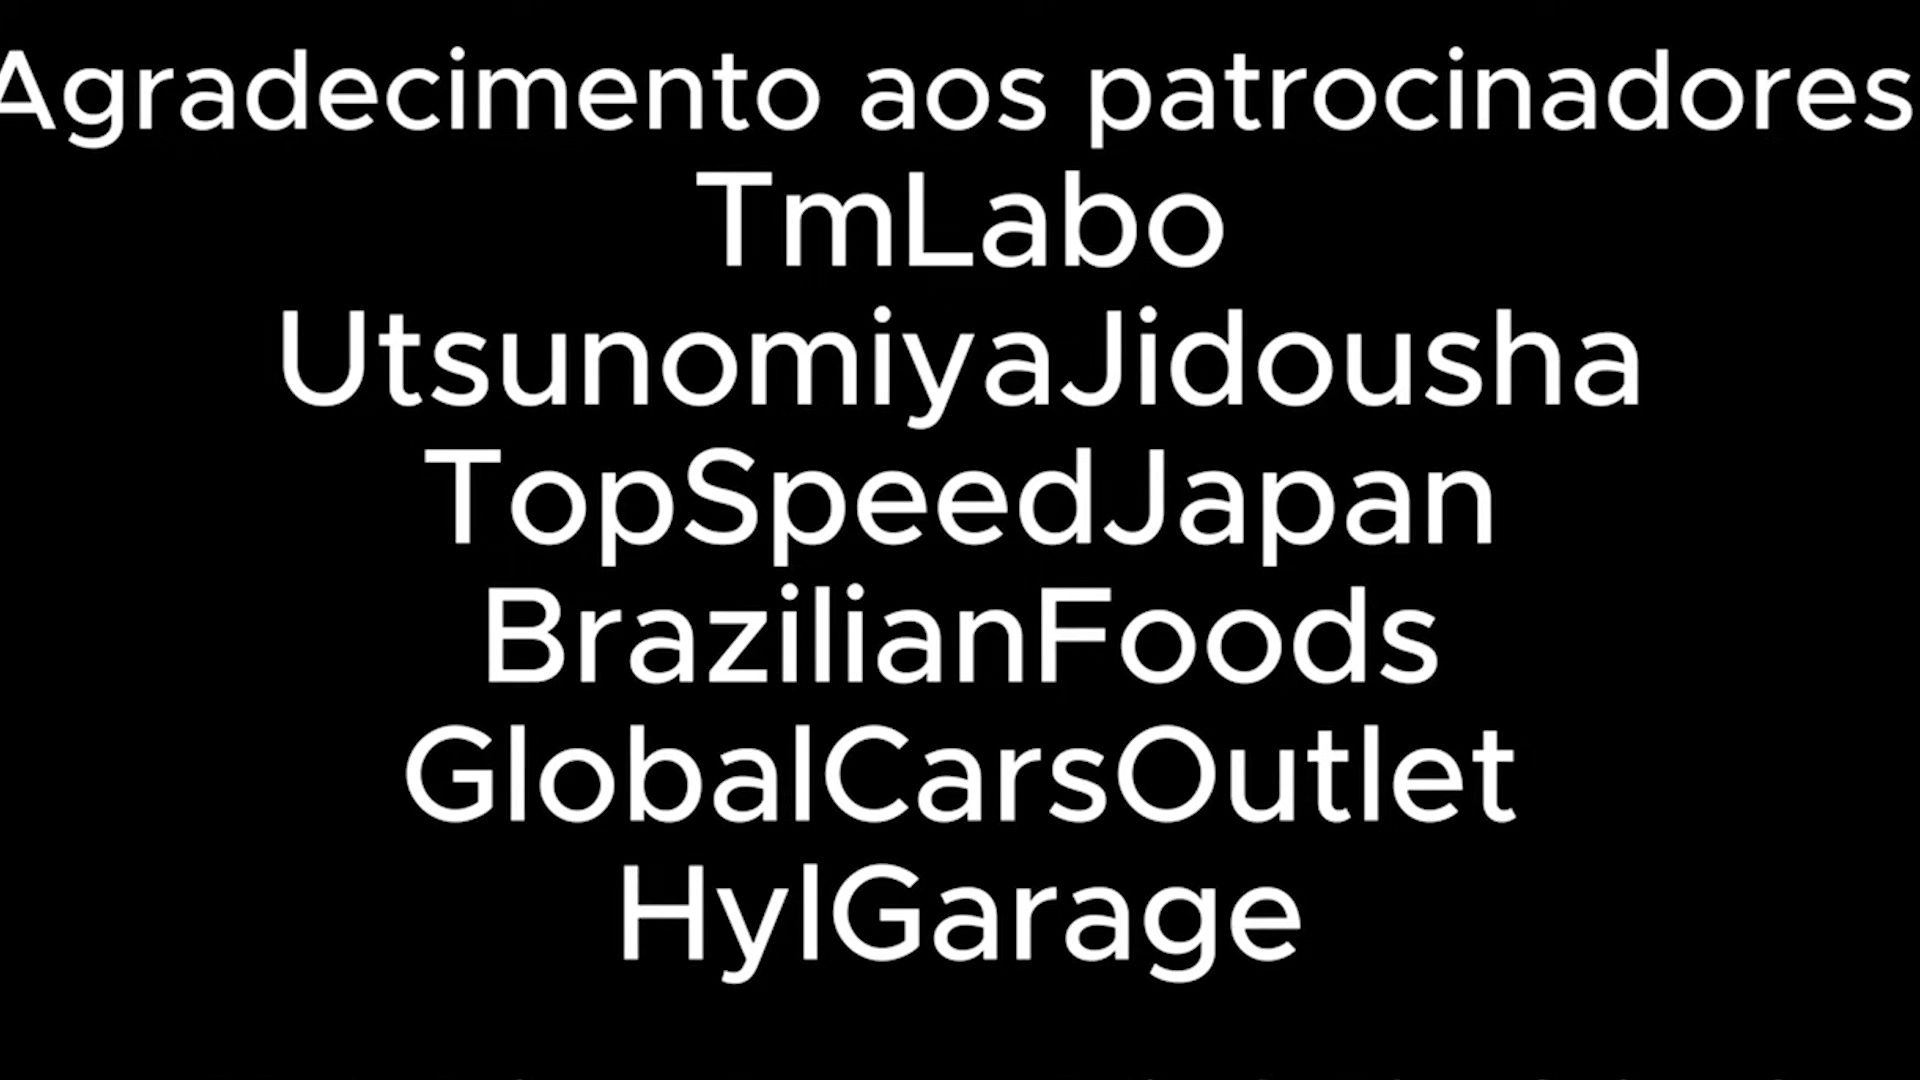 Agradecimento aos patrocinadores
TmLabo
UtsunomiyaJidousha
TopSpeedJapan
BrazilianFoods
GlobalCarsOutlet
HylGarage